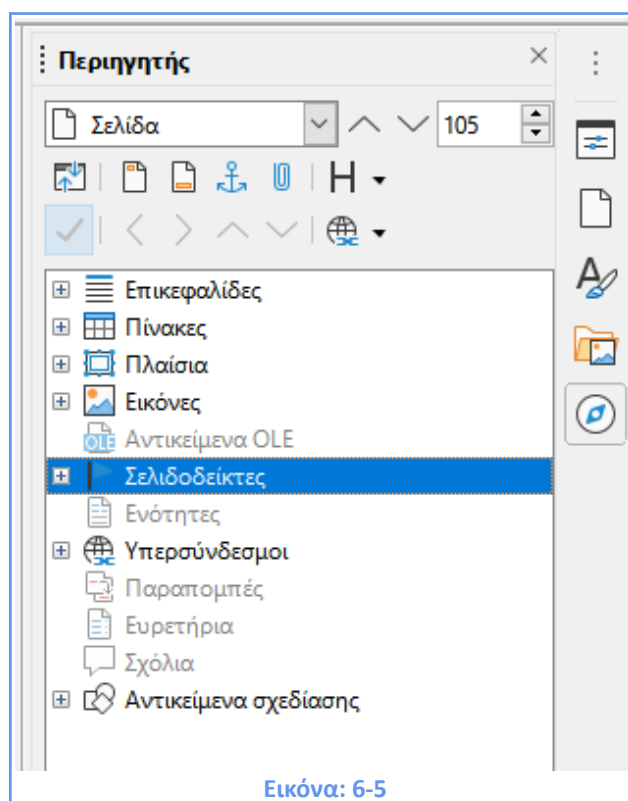 Περιηγητής
Σελίδα 105
Επικεφαλίδες
Πίνακες
Πλαίσια
Εικόνες
OLE Αντικείμενα OLE
Σελιδοδείκτες
Ενότητες
Υπερσύνδεσμοι
Παραπομπές
Ευρετήρια
Σχόλια
Αντικείμενα σχεδίασης
Εικόνα: 6-5